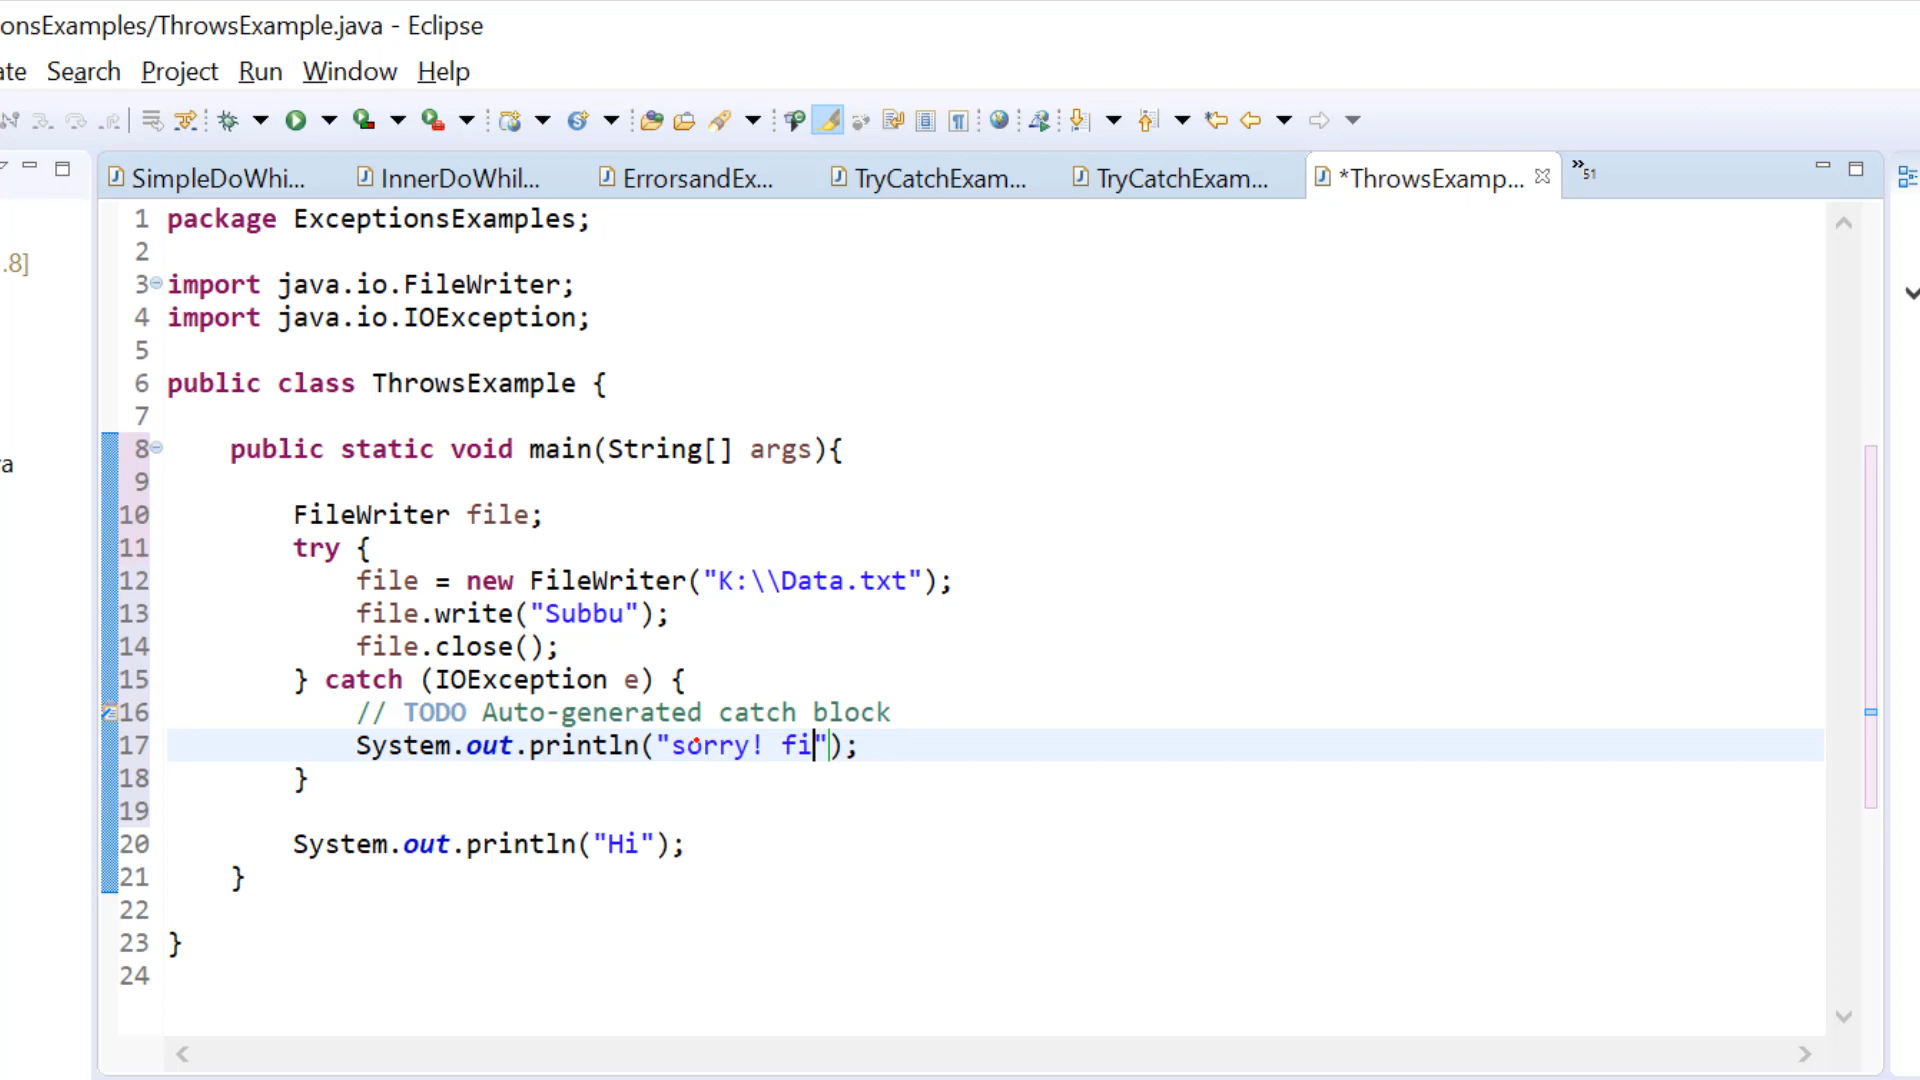 onsExamples/ThrowsExample.java - Eclipse
ate Search Project Run Window Help
SimpleDoWhi... InnerDoWhil... ErrorsandEx... TryCatchExam... TryCatchExam... *ThrowsExamp... »51
.8]
a
1 package ExceptionsExamples;
2
3 import java.io.FileWriter;
4 import java.io.IOException;
5
6 public class ThrowsExample {
7
8 public static void main(String[] args){
9
10 FileWriter file;
11 try {
12 file = new FileWriter("K:\\Data.txt");
13 file.write("Subbu");
14 file.close();
15 } catch (IOException e) {
16 // TODO Auto-generated catch block
17 System.out.println("sorry! fi");
18 }
19
20 System.out.println("Hi");
21 }
22
23 }
24